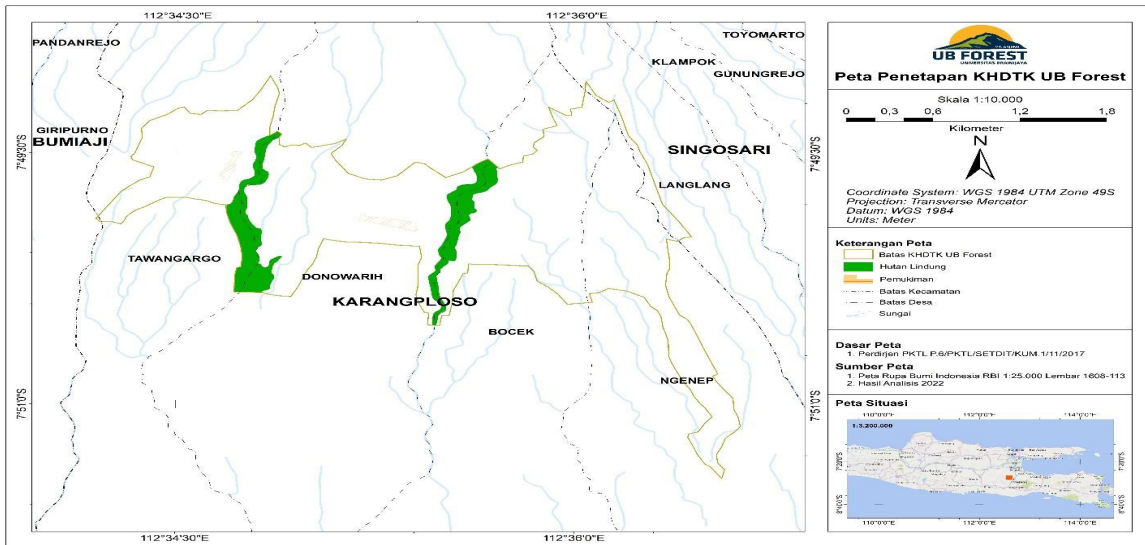 112°34'30"E
112°36'0"E
PANDANREJO
TOYOMARTO
KLAMPOK
GUNUNGREJO
GIRIPURNO
BUMIAJI
7°49'30"S
7°49'30"S
SINGOSARI
LANGLANG
TAWANGARGO
DONOWARIH
KARANGPLOSO
BOCEK
NGENEP
7°51'0"S
7°51'0"S
112°34'30"E
112°36'0"E
UB FOREST
UNIVERSITAS BRAWIJAYA
Peta Penetapan KHDTK UB Forest
Skala 1:10.000
0 0,3 0,6 1,2 1,8
Kilometer
N
Coordinate System: WGS 1984 UTM Zone 49S
Projection: Transverse Mercator
Datum: WGS 1984
Units: Meter
Keterangan Peta
Batas KHDTK UB Forest
Hutan Lindung
Pemukiman
Batas Kecamatan
Batas Desa
Sungai
Dasar Peta
1. Perdirjen PKTL P.6/PKTL/SETDIT/KUM.1/11/2017
Sumber Peta
1. Peta Rupa Bumi Indonesia RBI 1:25.000 Lembar 1608-113
2. Hasil Analisis 2022
Peta Situasi
110°0'0"E 112°0'0"E 114°0'0"E
1:3.200.000
110°0'0"E 112°0'0"E 114°0'0"E